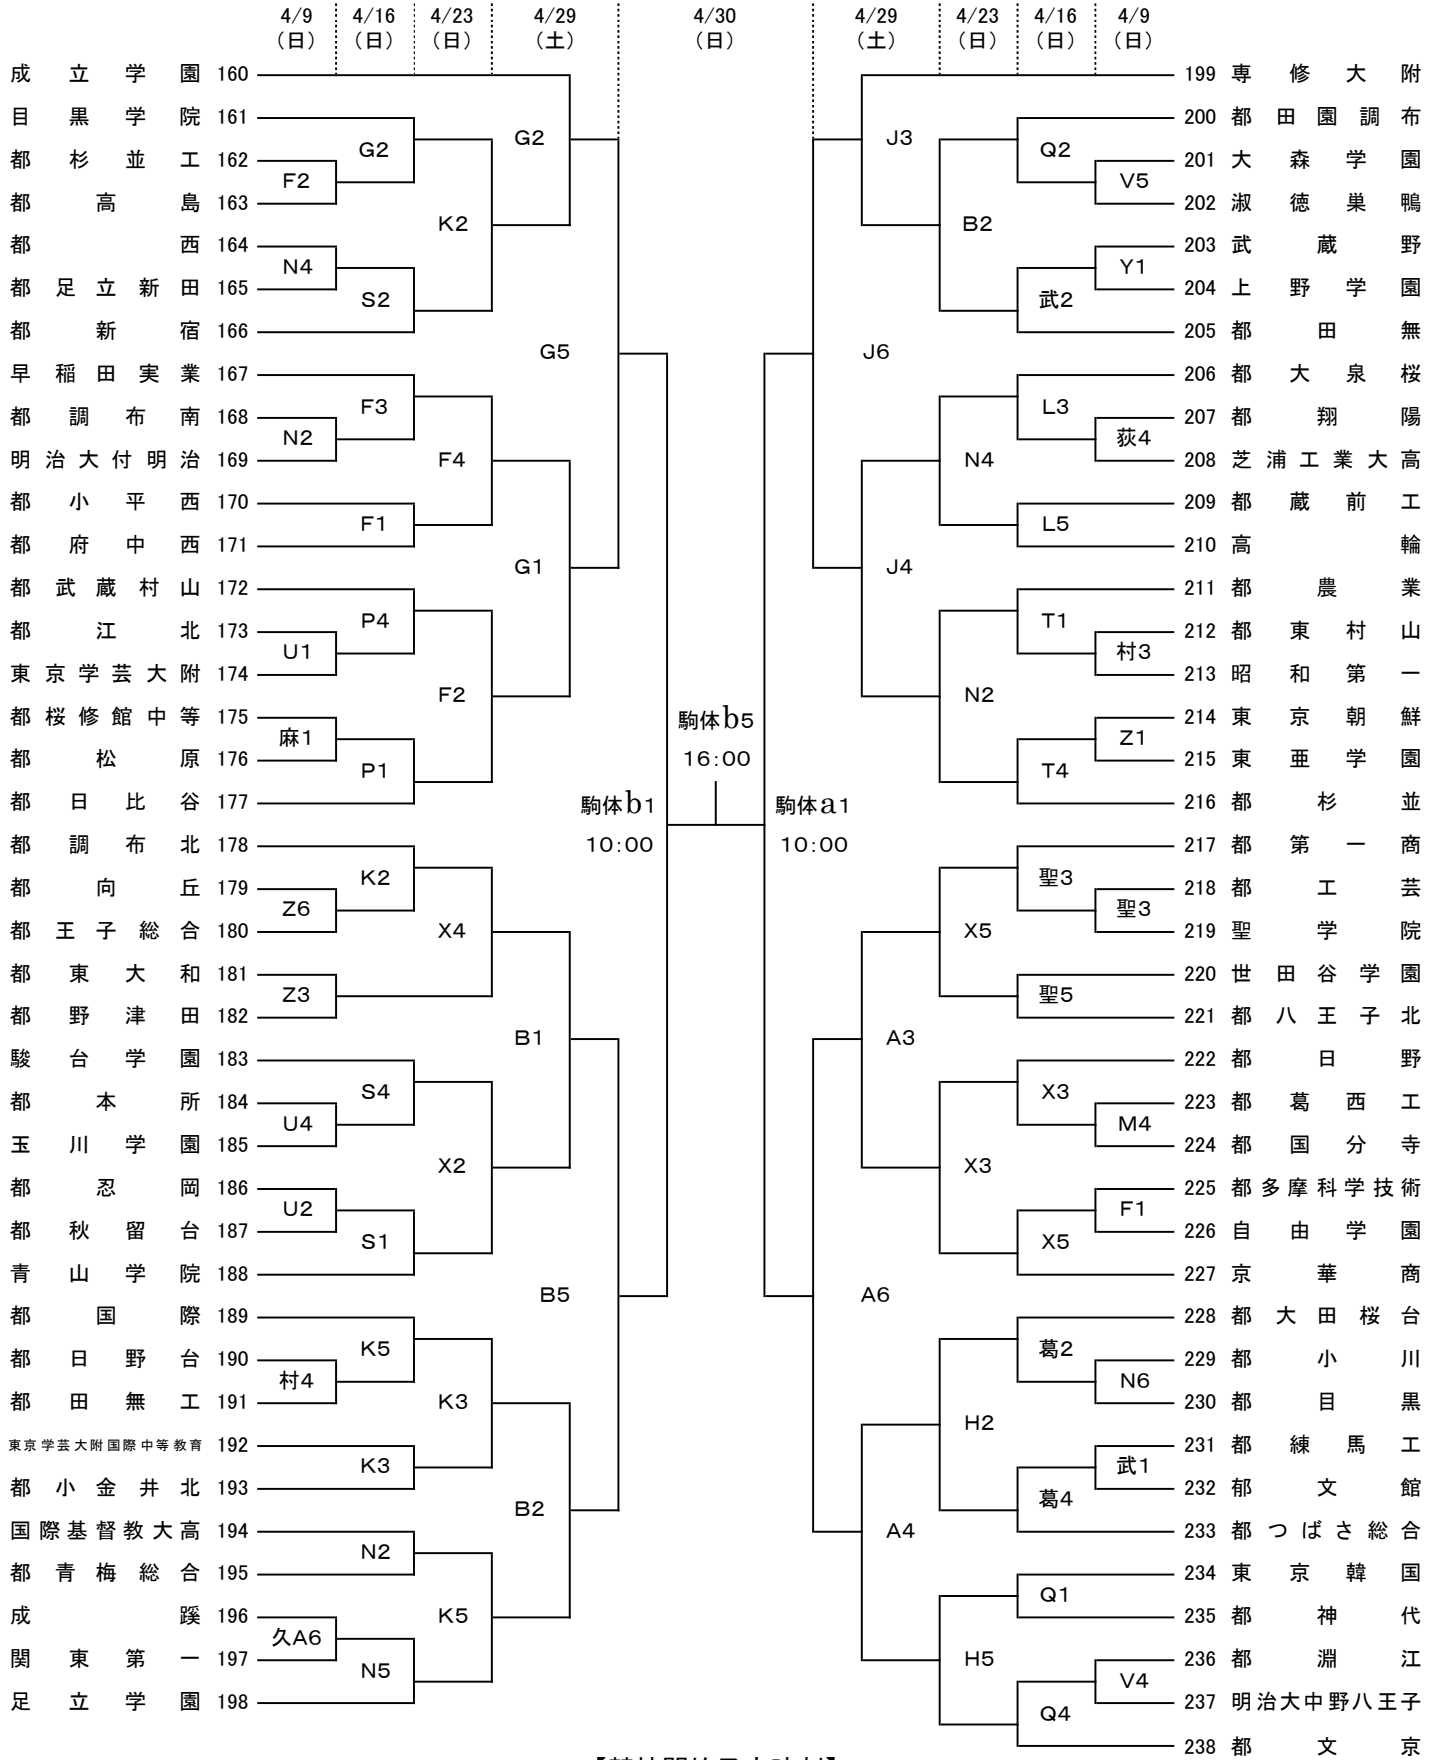 4/9 4/16 4/23 4/29 4/30 4/29 4/23 4/16 4/9
（日） （日） （日） （土） （日） （土） （日） （日） （日）
成立学園 160 199 専修大附
目黒学院 161 200 都田園調布
G2 J3
G2 Q2
都杉並工 162 201 大森学園
F2 V5
都高島 163 202 淑徳巣鴨
K2 B2
都西 164 203 武蔵野
N4 Y1
都足立新田 165 204 上野学園
S2 武2
都新宿 166 205 都田無
G5 J6
早稲田実業 167 206 都大泉桜
F3 L3
都調布南 168 207 都翔陽
N2 荻4
明治大付明治 169 F4 N4 208 芝浦工業大高
都小平西 170 209 都蔵前工
F1 L5
都府中西 171 210 高輪
G1 J4
都武蔵村山 172 211 都農業
P4 T1
都江北 173 212 都東村山
U1 村3
東京学芸大附 174 213 昭和第一
F2 N2
都桜修館中等 175 駒体b5 214 東京朝鮮
麻1 Z1
都松原 176 16:00 215 東亜学園
P1 T4
都日比谷 177 駒体b1 駒体a1 216 都杉並
都調布北 178 10:00 10:00 217 都第一商
K2 聖3
都向丘 179 218 都工芸
Z6 聖3
都王子総合 180 X4 X5 219 聖学院
都東大和 181 220 世田谷学園
Z3 聖5
都野津田 182 221 都八王子北
B1 A3
駿台学園 183 222 都日野
S4 X3
都本所 184 223 都葛西工
U4 M4
玉川学園 185 224 都国分寺
X2 X3
都忍岡 186 225 都多摩科学技術
U2 F1
都秋留台 187 226 自由学園
S1 X5
青山学院 188 227 京華商
B5 A6
都国際 189 228 都大田桜台
K5 葛2
都日野台 190 229 都小川
村4 N6
都田無工 191 K3 230 都目黒
H2
東京学芸大附国際中等教育 192 231 都練馬工
K3 武1
都小金井北 193 232 郁文館
B2 葛4
国際基督教大高 194 A4 233 都つばさ総合
N2
都青梅総合 195 234 東京韓国
Q1
成蹊 196 K5 235 都神代
久A6
関東第一 197 H5 236 都淵江
N5 V4
足立学園 198 237 明治大中野八王子
Q4
238 都文京